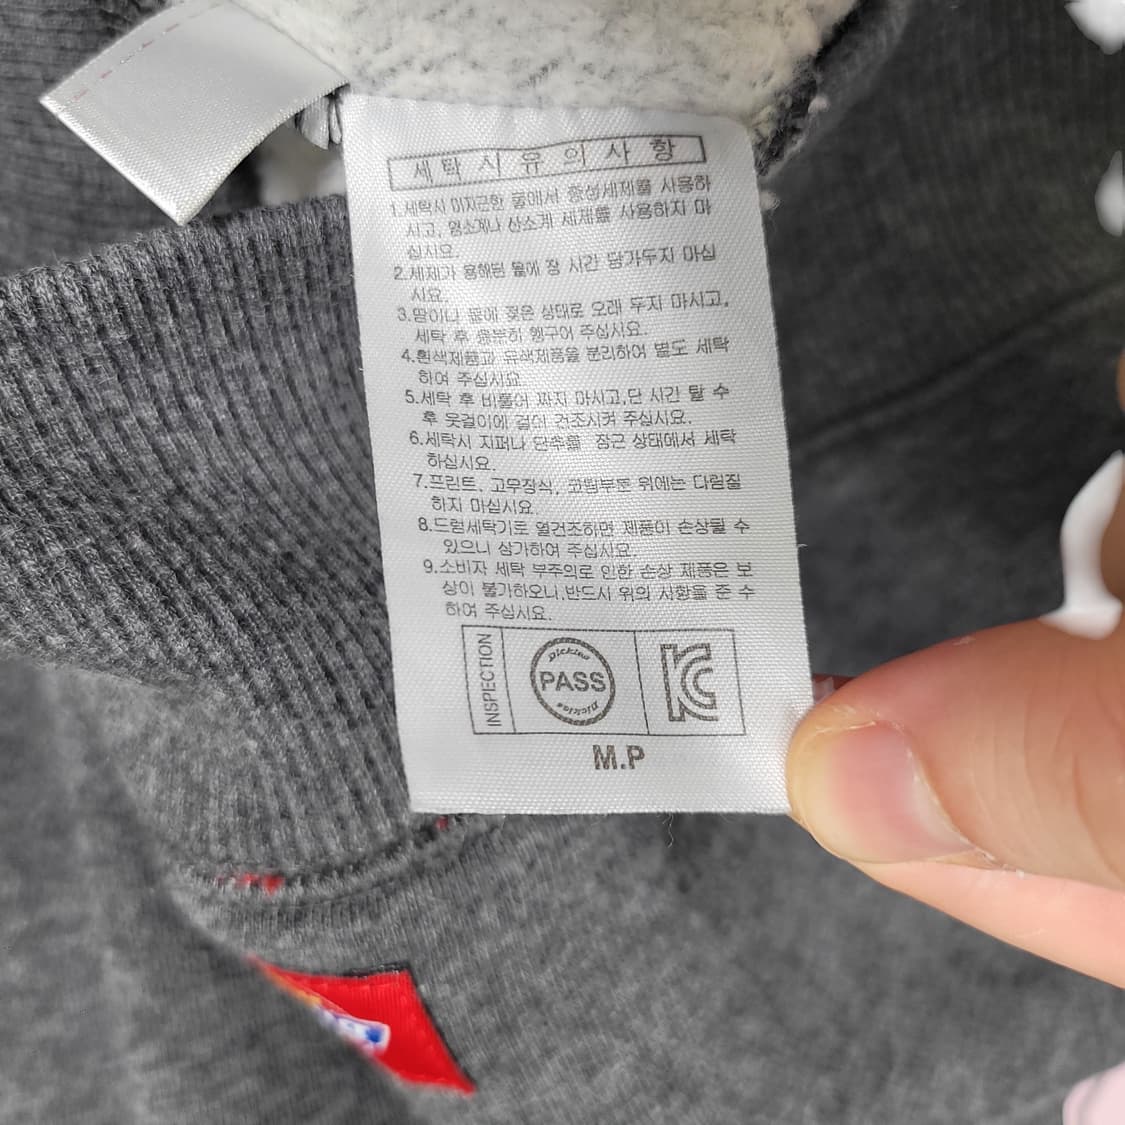 세탁시유의사항
1.세탁시 미지근한 물에서 중성세제를 사용하
시고, 염소계나 산소계 세제를 사용하지 마
십시요.
2.세제가 용해된 물에 장 시간 담가두지 마십
시요.
3.땀이나 물에 젖은 상태로 오래 두지 마시고,
세탁 후 충분히 헹구어 주십시요.
4.흰색제품과 유색제품을 분리하여 별도 세탁
하여 주십시요.
5.세탁 후 비틀어 짜지 마시고,단 시간 탈 수
후 옷걸이에 걸어 건조시켜 주십시요.
6.세탁시 지퍼나 단추를 잠근 상태에서 세탁
하십시요.
7.프린트, 고무장식, 코팅부분 위에는 다림질
하지 마십시요.
8.드럼세탁기로 열건조하면 제품이 손상될 수
있으니 삼가하여 주십시요.
9.소비자 세탁 부주의로 인한 손상 제품은 보
상이 불가하오니,반드시 위의 사항을 준 수
하여 주십시요.
INSPECTION
Dickies
PASS
Dickies
KC
M.P